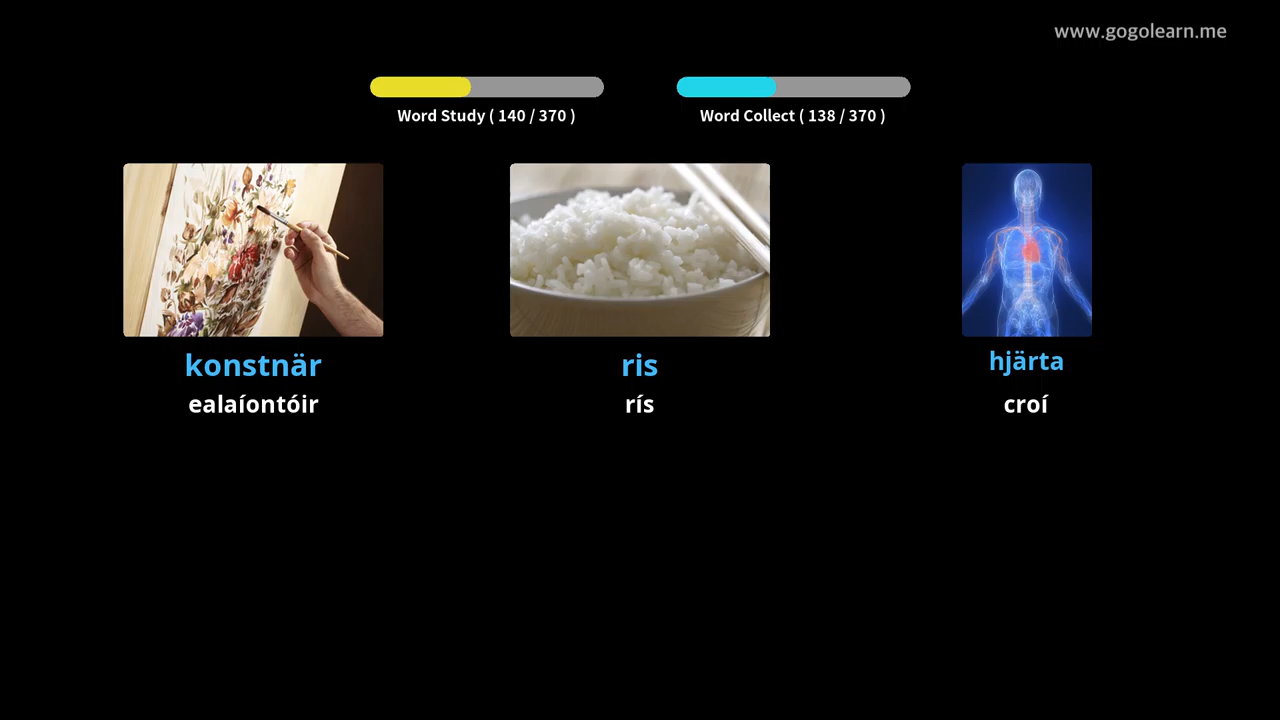 www.gogolearn.me
Word Study ( 140 / 370 )
Word Collect ( 138 / 370 )
konstnär
ealaíontóir
ris
rís
hjärta
croí